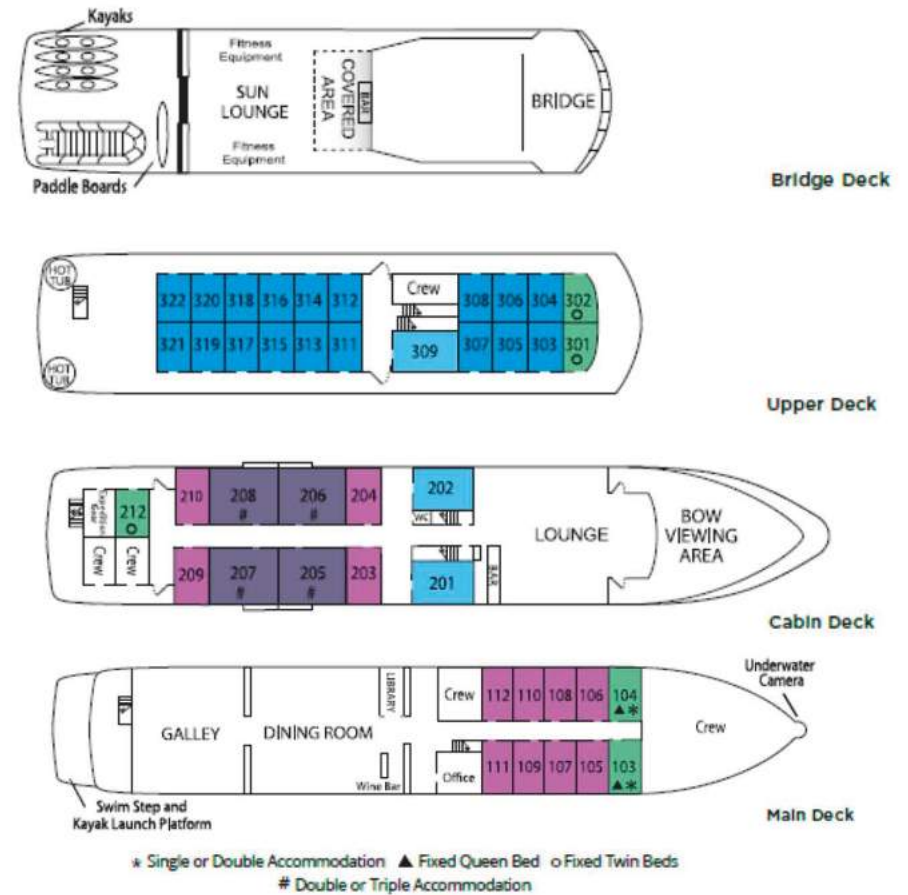 Kayaks
Fitness
Equipment
SUN
LOUNGE
COVERED
AREA
BAR
BRIDGE
Fitness
Equipment
Paddle Boards
Bridge Deck
HOT
TUB
322 320 318 316 314 312
Crew
308 306 304 302
321 319 317 315 313 311
309
307 305 303 301
HOT
TUB
Upper Deck
Expedition
Gear
212
210 208 206 204
#
#
202
WC
LOUNGE
BOW
VIEWING
AREA
Crew
Crew
209 207 205 203
#
#
201
BAR
Cabin Deck
Underwater
Camera
LIBRARY
Crew
112 110 108 106 104
▲*
GALLEY
DINING ROOM
Crew
Wine Bar
Office
111 109 107 105 103
▲*
Swim Step and
Kayak Launch Platform
Main Deck
* Single or Double Accommodation ▲ Fixed Queen Bed o Fixed Twin Beds
# Double or Triple Accommodation